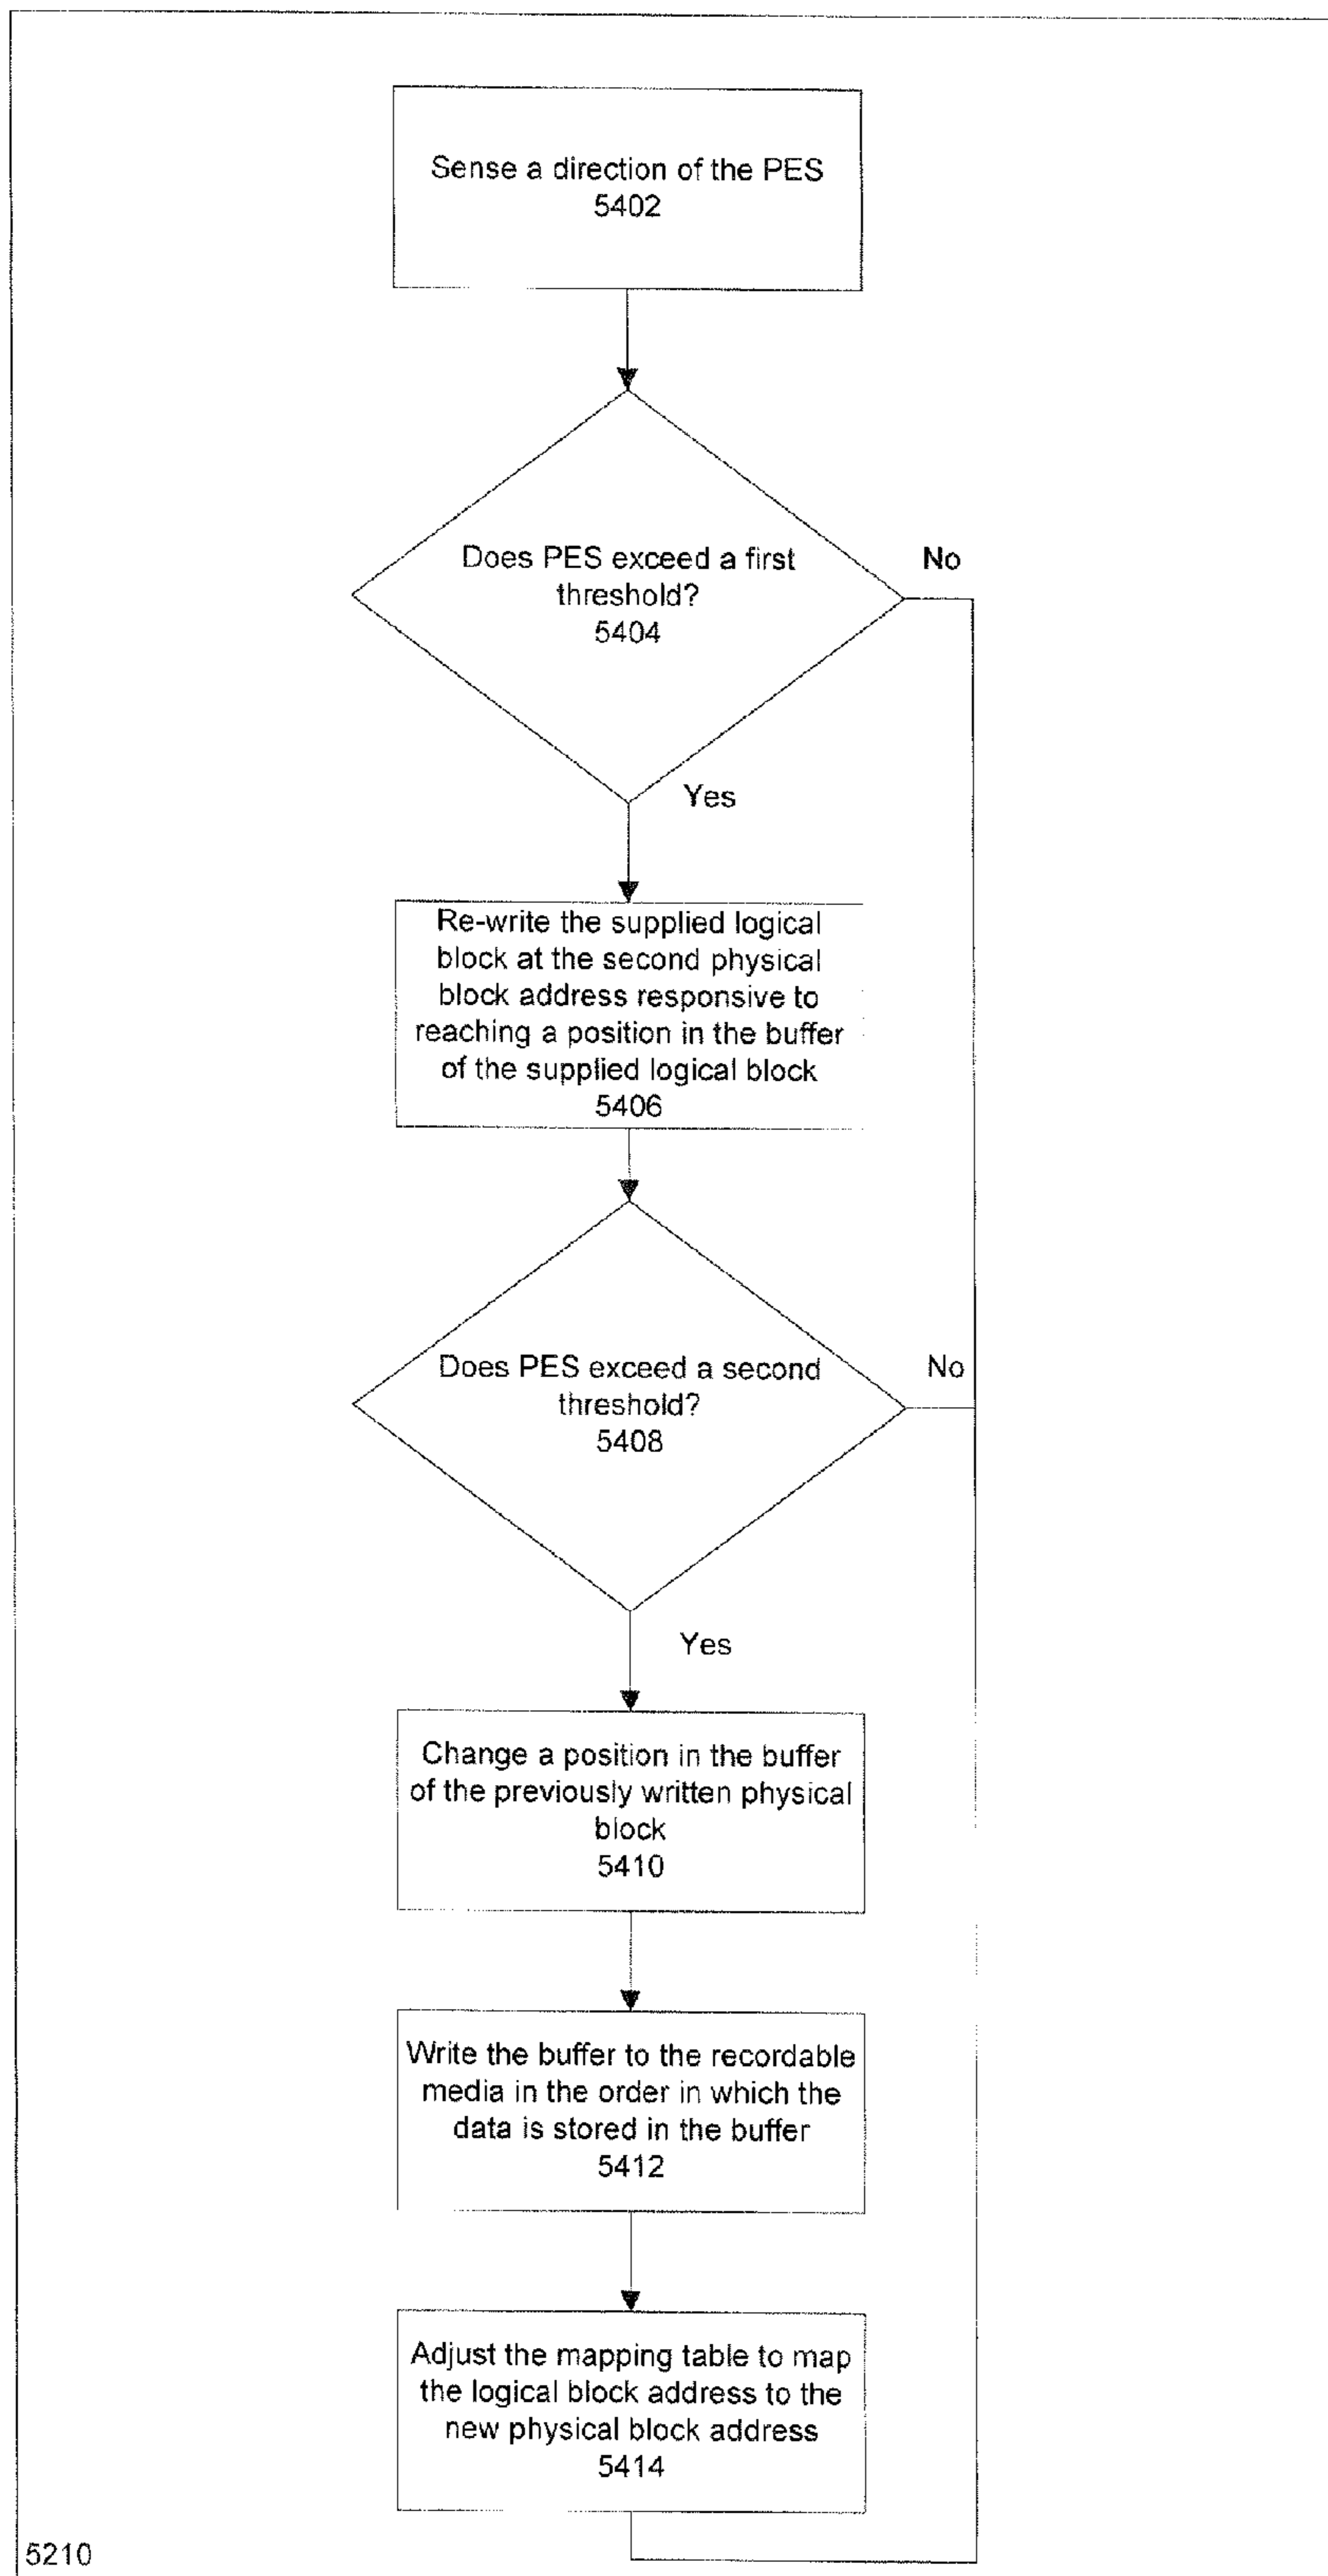 Sense a direction of the PES
5402
Does PES exceed a first
threshold?
5404
No
Yes
Re-write the supplied logical
block at the second physical
block address responsive to
reaching a position in the buffer
of the supplied logical block
5406
Does PES exceed a second
threshold?
5408
No
Yes
Change a position in the buffer
of the previously written physical
block
5410
Write the buffer to the recordable
media in the order in which the
data is stored in the buffer
5412
Adjust the mapping table to map
the logical block address to the
new physical block address
5414
5210